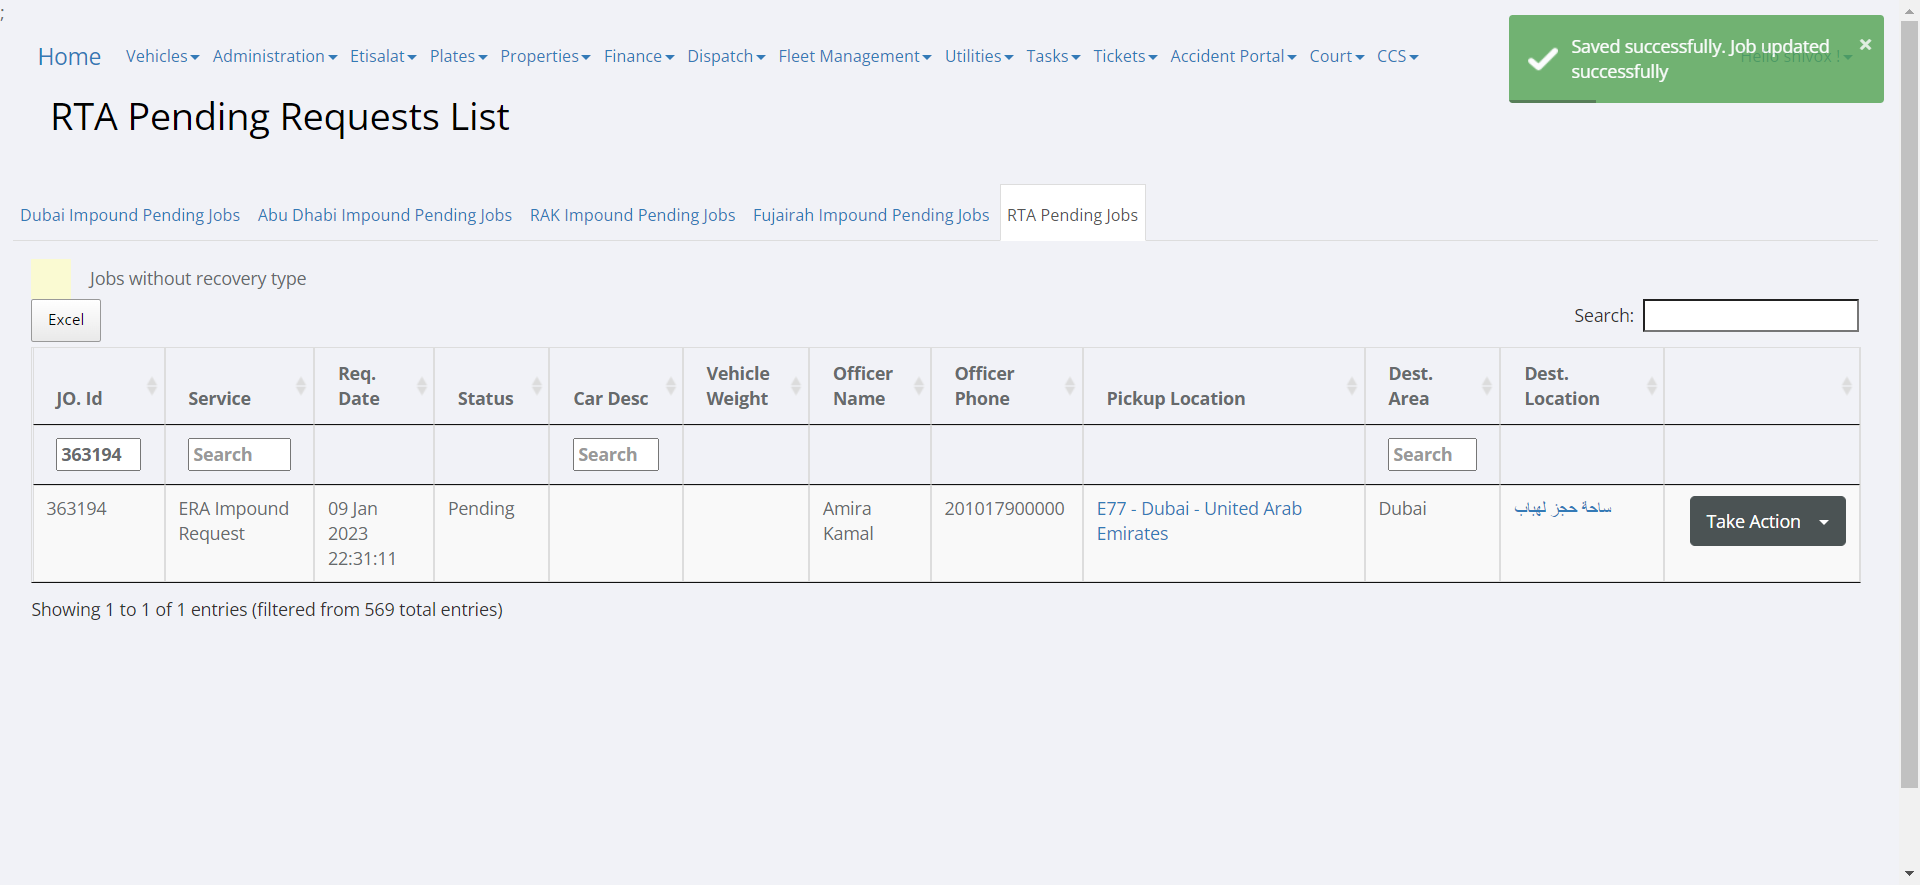 ;
Home Vehicles Administration Etisalat Plates Properties Finance Dispatch Fleet Management Utilities Tasks Tickets Accident Portal Court CCS Hello shivox !
Saved successfully. Job updated
successfully
×
RTA Pending Requests List
Dubai Impound Pending Jobs Abu Dhabi Impound Pending Jobs RAK Impound Pending Jobs Fujairah Impound Pending Jobs RTA Pending Jobs
Jobs without recovery type
Excel
Search:
JO. Id
Service
Req.
Date
Status
Car Desc
Vehicle
Weight
Officer
Name
Officer
Phone
Pickup Location
Dest.
Area
Dest.
Location
363194 Search Search Search
363194
ERA Impound
Request
09 Jan
2023
22:31:11
Pending
Amira
Kamal
201017900000
E77 - Dubai - United Arab
Emirates
Dubai
ساحة حجز لهباب
Take Action
Showing 1 to 1 of 1 entries (filtered from 569 total entries)